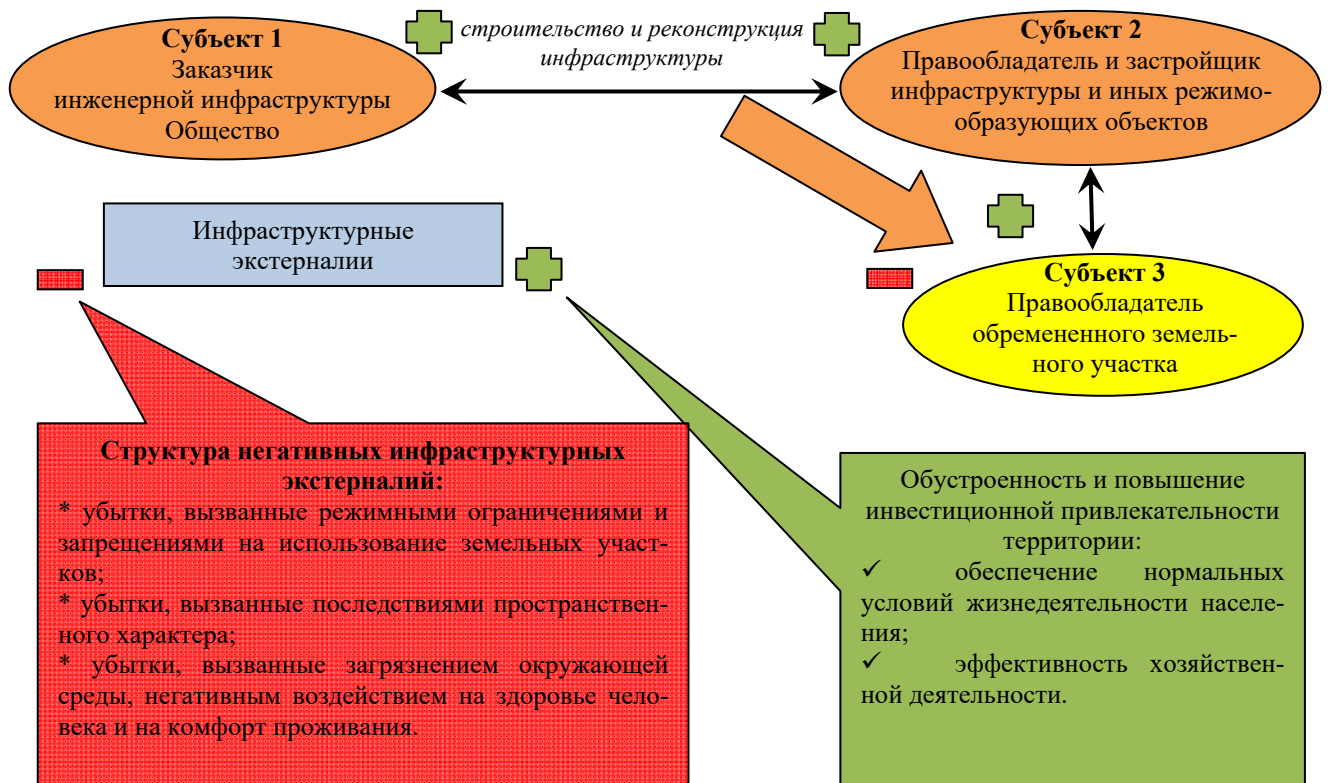 Субъект 1
Заказчик
инженерной инфраструктуры
Общество
строительство и реконструкция
инфраструктуры
Субъект 2
Правообладатель и застройщик
инфраструктуры и иных режимо-
образующих объектов
Инфраструктурные
экстерналии
Субъект 3
Правообладатель
обремененного земель-
ного участка
Структура негативных инфраструктурных
экстерналий:
* убытки, вызванные режимными ограничениями и
запрещениями на использование земельных участ-
ков;
* убытки, вызванные последствиями пространствен-
ного характера;
* убытки, вызванные загрязнением окружающей
среды, негативным воздействием на здоровье чело-
века и на комфорт проживания.
Обустроенность и повышение
инвестиционной привлекательности
территории:
✓ обеспечение нормальных
условий жизнедеятельности населе-
ния;
✓ эффективность хозяйствен-
ной деятельности.